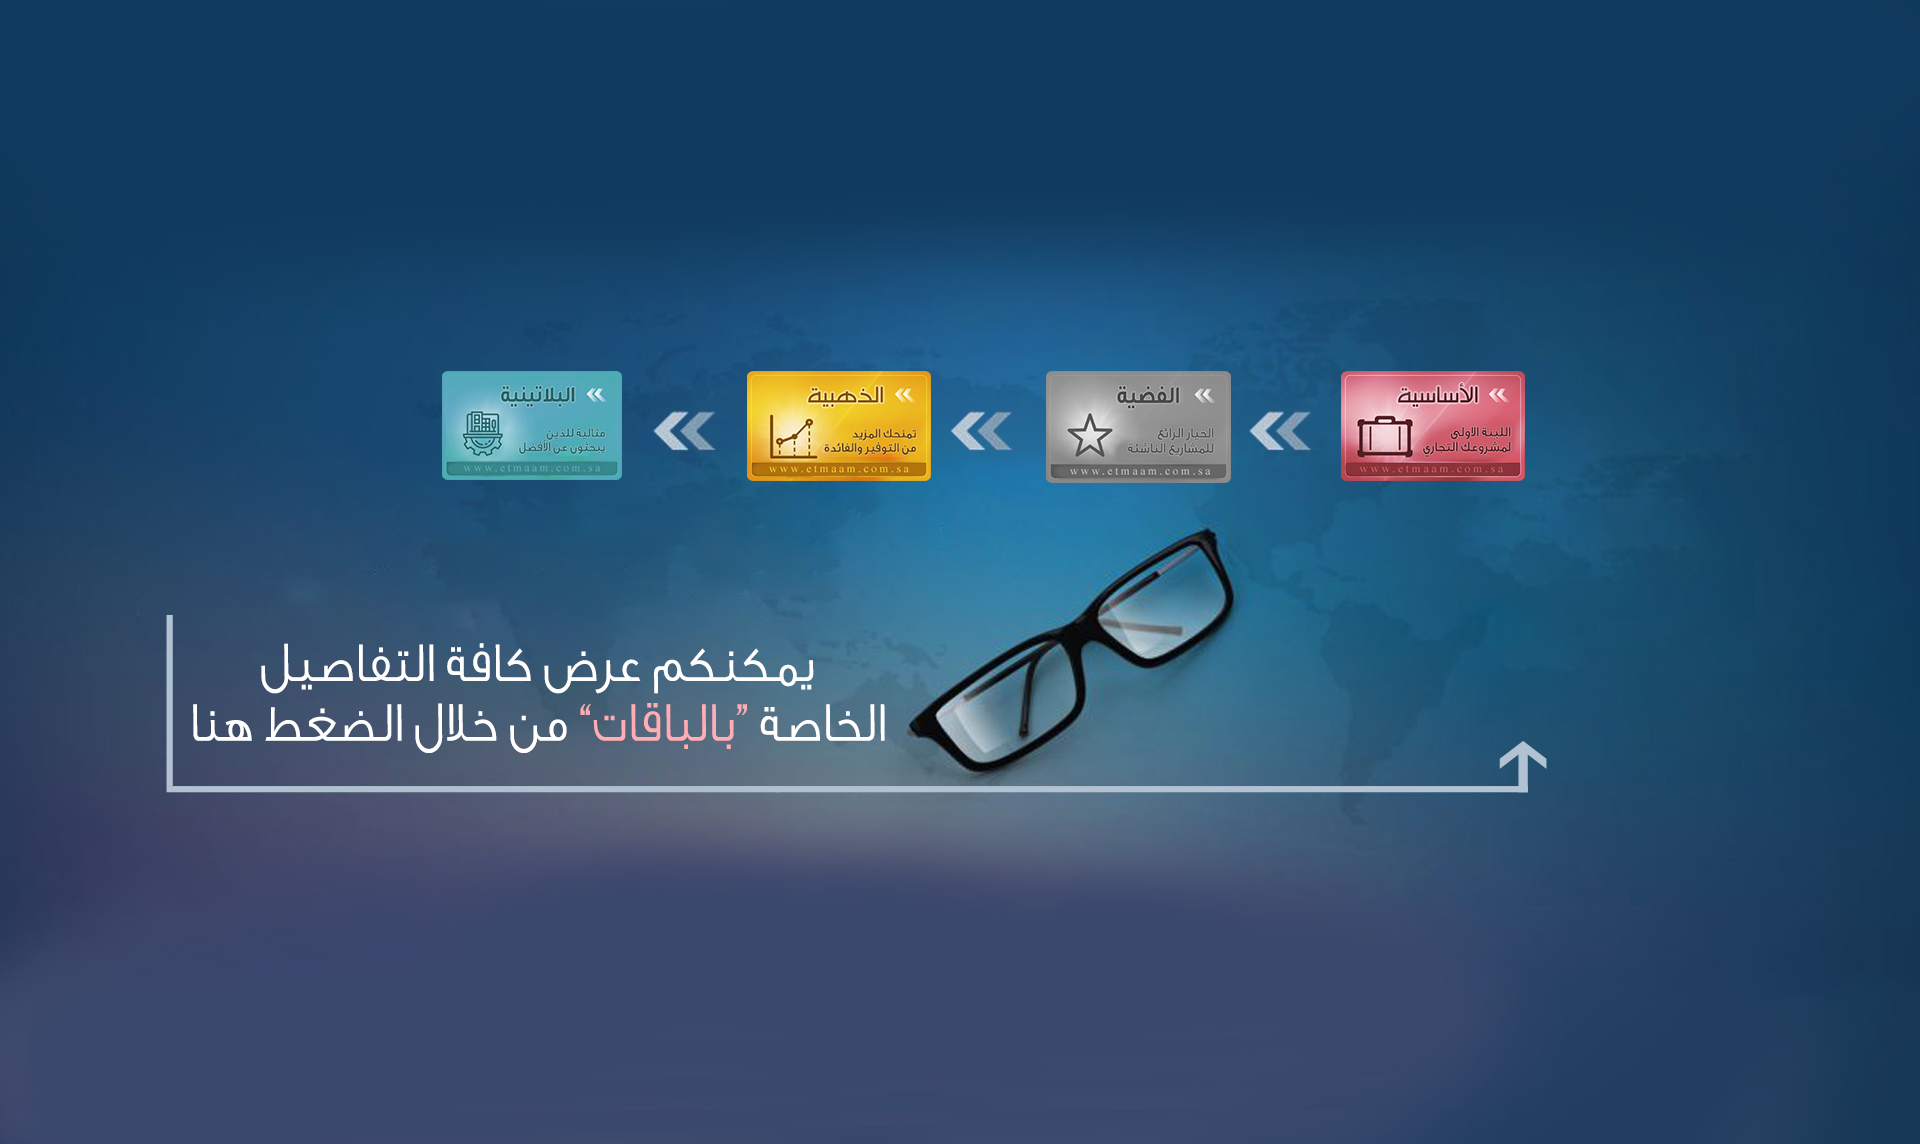 الأساسية
اللبنة الاولى
لمشروعك التجاري
www.etmaam.com.sa
الفضية
الخيار الرائع
للمشاريع الناشئة
www.etmaam.com.sa
الذهبية
تمنحك المزيد
من التوفير والفائدة
www.etmaam.com.sa
البلاتينية
مثالية للذين
يبحثون عن الافضل
www.etmaam.com.sa
يمكنكم عرض كافة التفاصيل
الخاصة ”بالباقات“ من خلال الضغط هنا